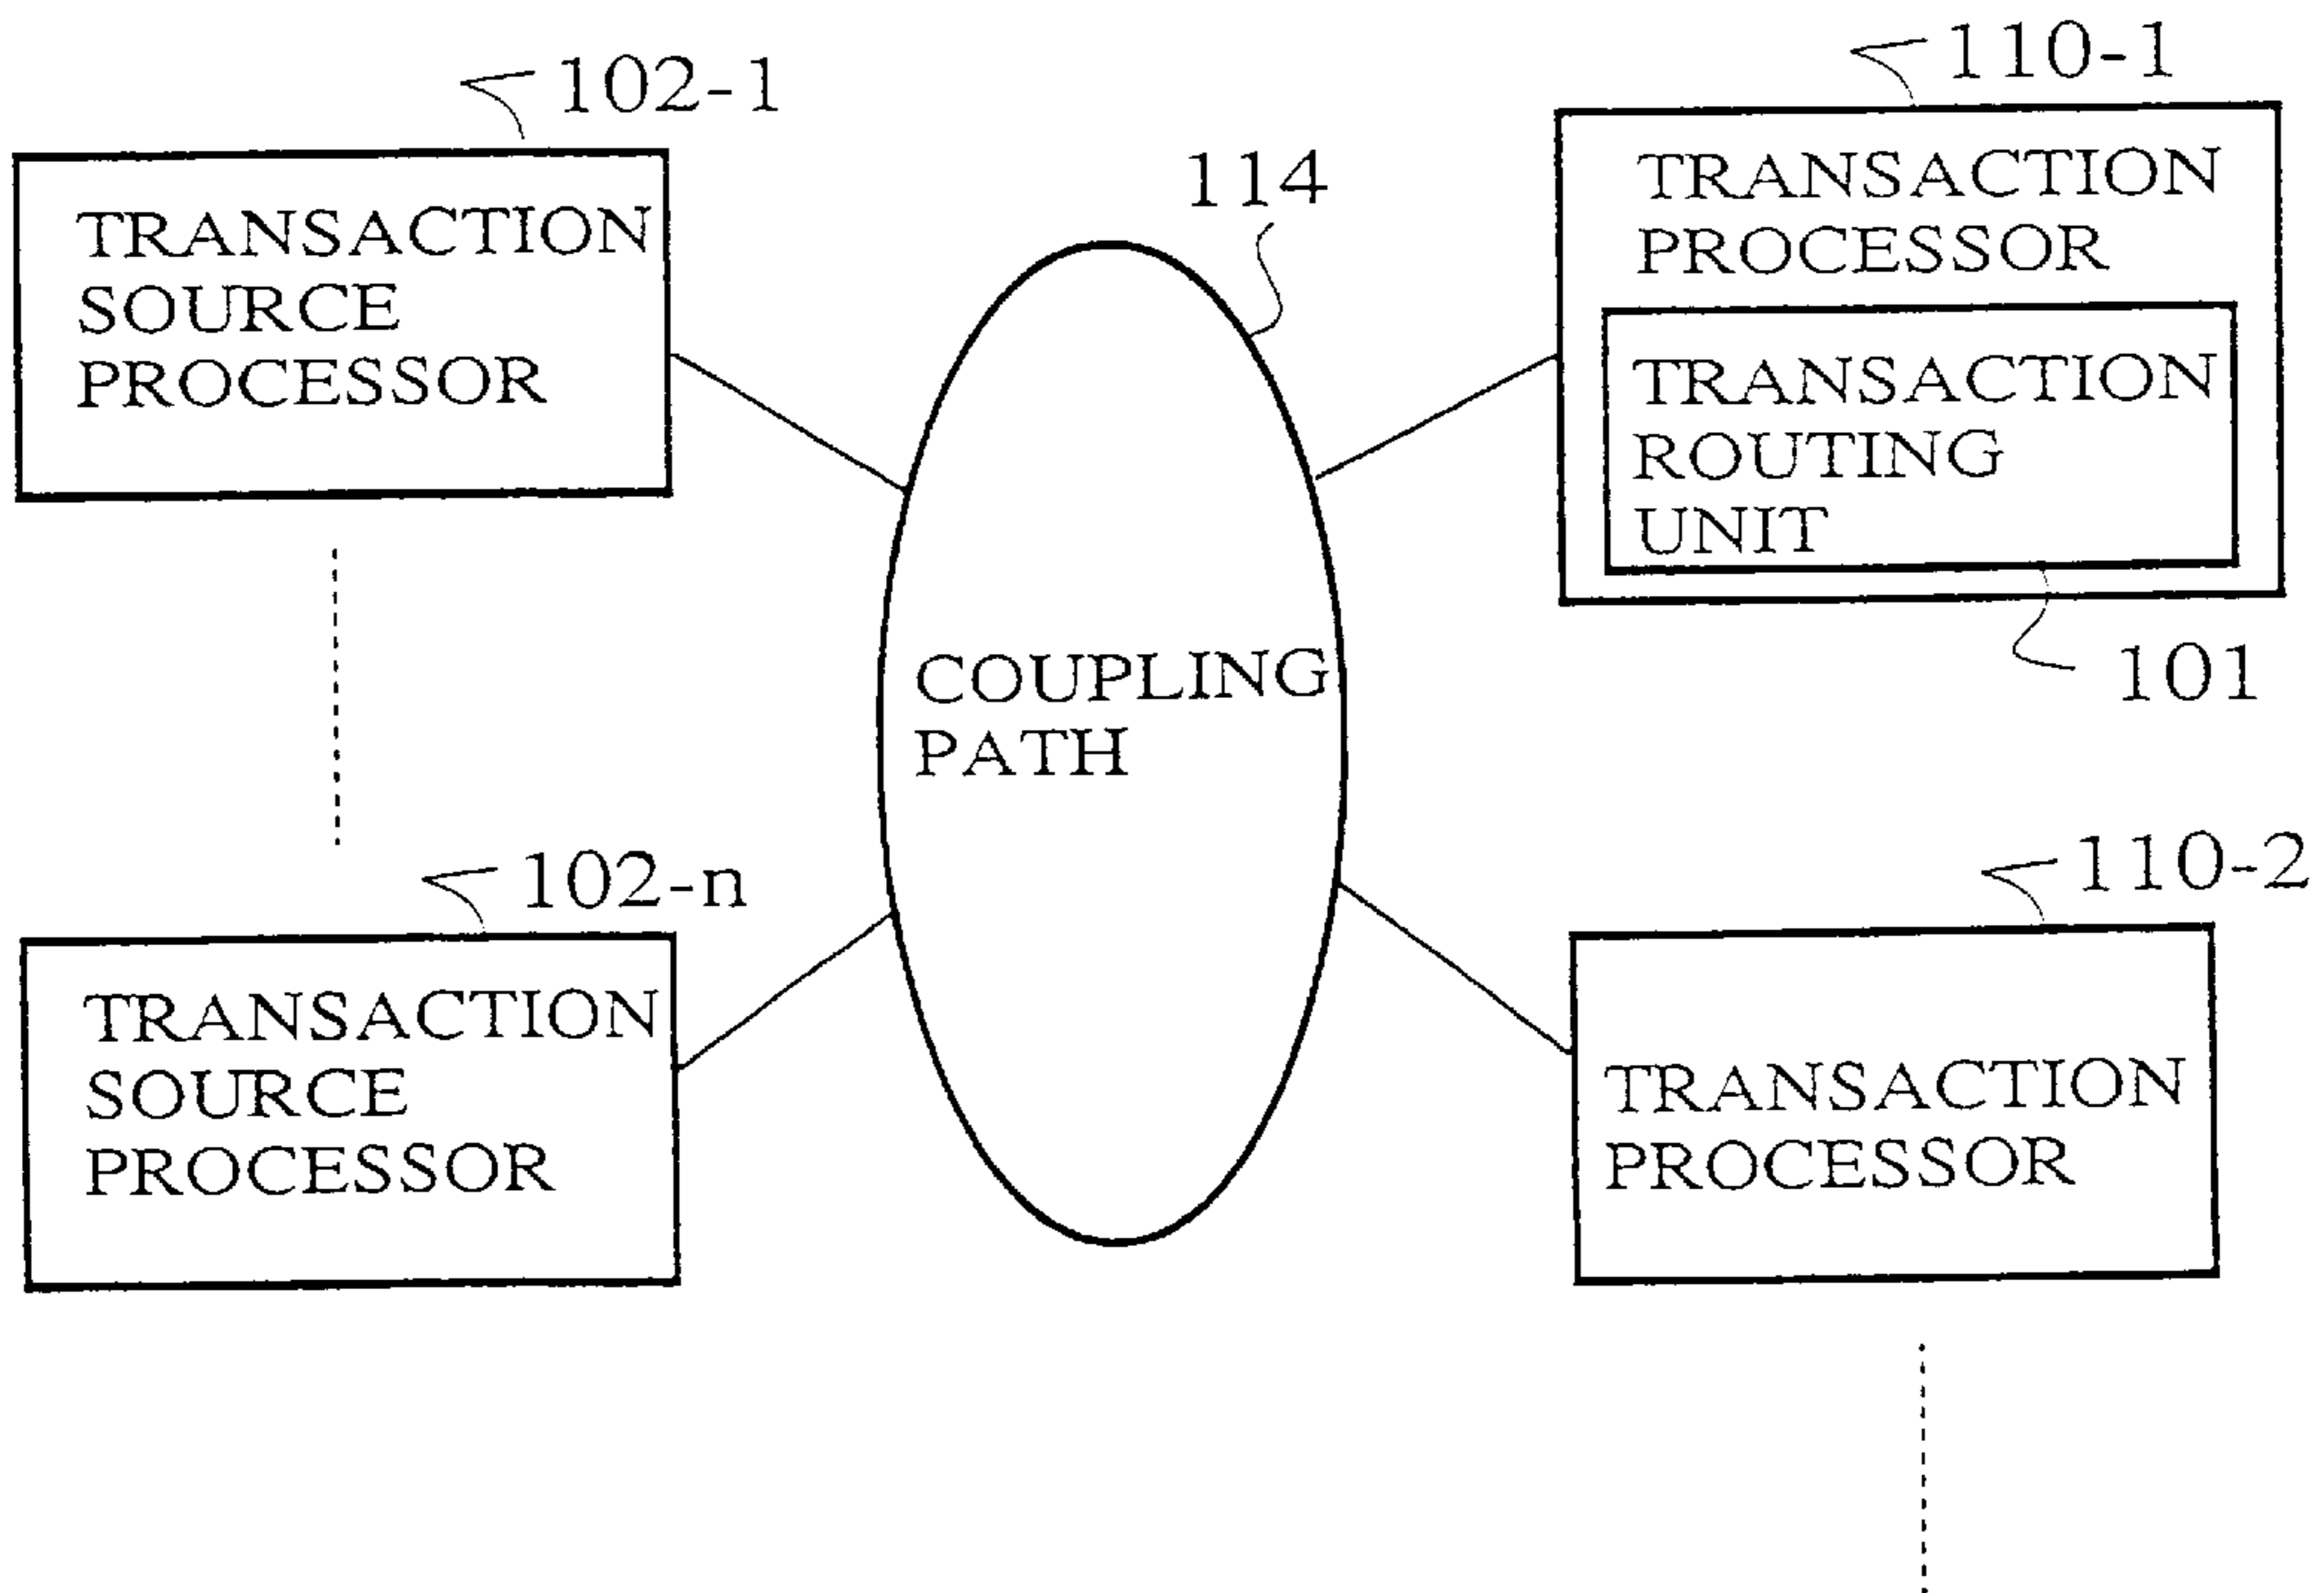 102-1
TRANSACTION
SOURCE
PROCESSOR
102-n
TRANSACTION
SOURCE
PROCESSOR
114
COUPLING
PATH
110-1
TRANSACTION
PROCESSOR
TRANSACTION
ROUTING
UNIT
101
110-2
TRANSACTION
PROCESSOR